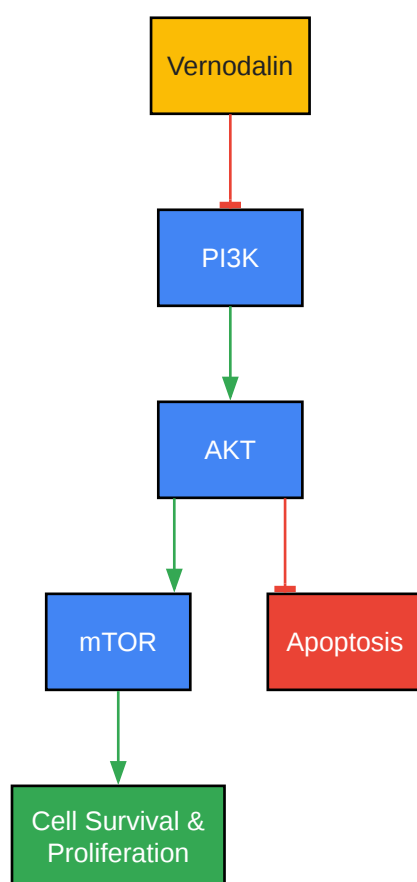 Vernodalin
PI3K
AKT
mTOR
Apoptosis
Cell Survival &
Proliferation